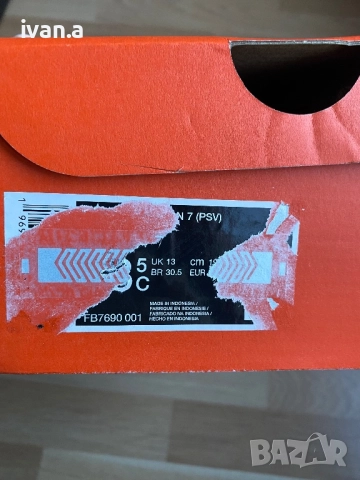 ivan.a
N 7 (PSV)
5 UK 13 cm
C BR 30.5 EUR
MADE IN INDONESIA /
FABRIQUE EN INDONESIE /
FABRICADO NA INDONESIA /
HECHO EN INDONESIA
FB7690 001
BAZAR